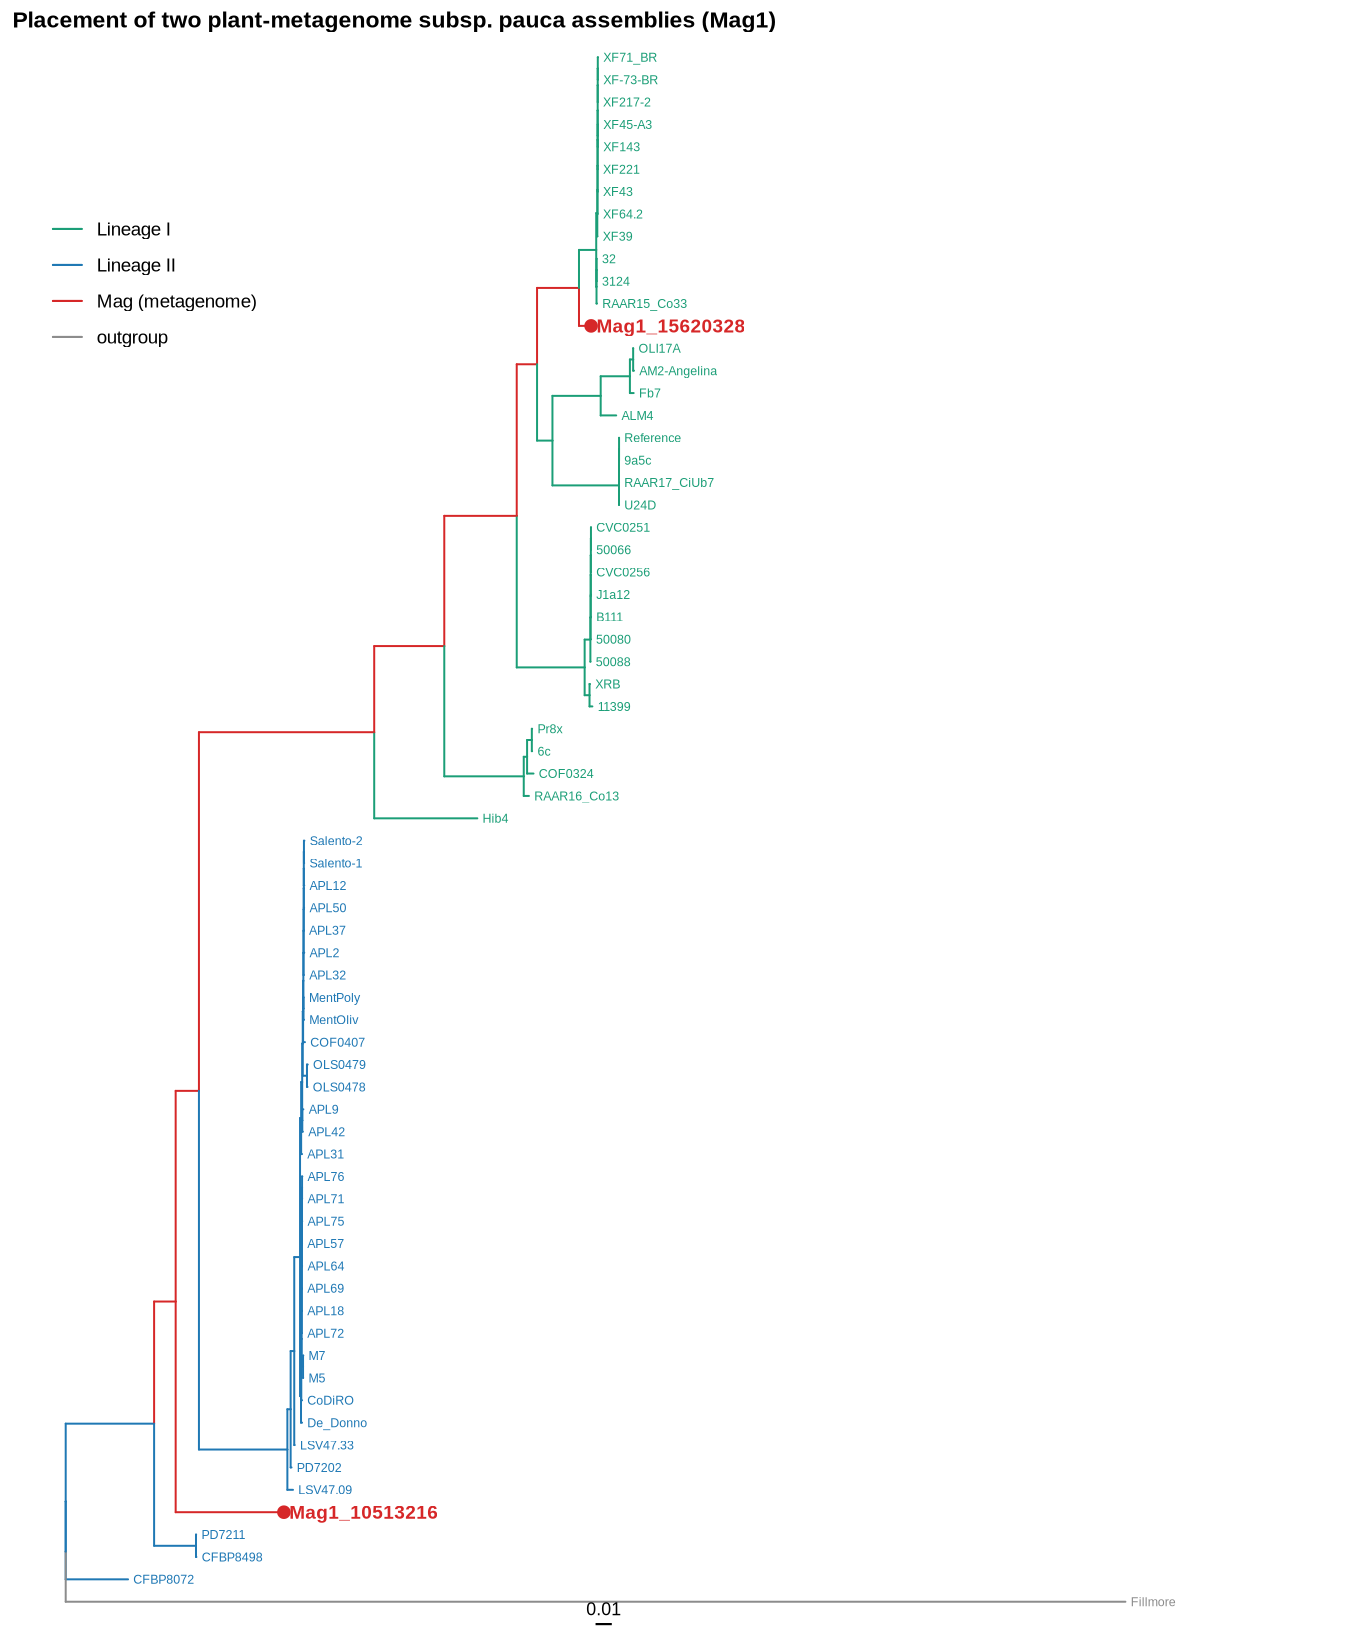 Placement of two plant-metagenome subsp. pauca assemblies (Mag1)
XF71_BR
XF-73-BR
XF217-2
XF45-A3
XF143
XF221
XF43
XF64.2
XF39
32
3124
RAAR15_Co33
Mag1_15620328
OLI17A
AM2-Angelina
Fb7
ALM4
Reference
9a5c
RAAR17_CiUb7
U24D
CVC0251
50066
CVC0256
J1a12
B111
50080
50088
XRB
11399
Pr8x
6c
COF0324
RAAR16_Co13
Hib4
Salento-2
Salento-1
APL12
APL50
APL37
APL2
APL32
MentPoly
MentOliv
COF0407
OLS0479
OLS0478
APL9
APL42
APL31
APL76
APL71
APL75
APL57
APL64
APL69
APL18
APL72
M7
M5
CoDiRO
De_Donno
LSV47.33
PD7202
LSV47.09
Mag1_10513216
PD7211
CFBP8498
CFBP8072
Fillmore
Lineage I
Lineage II
Mag (metagenome)
outgroup
0.01